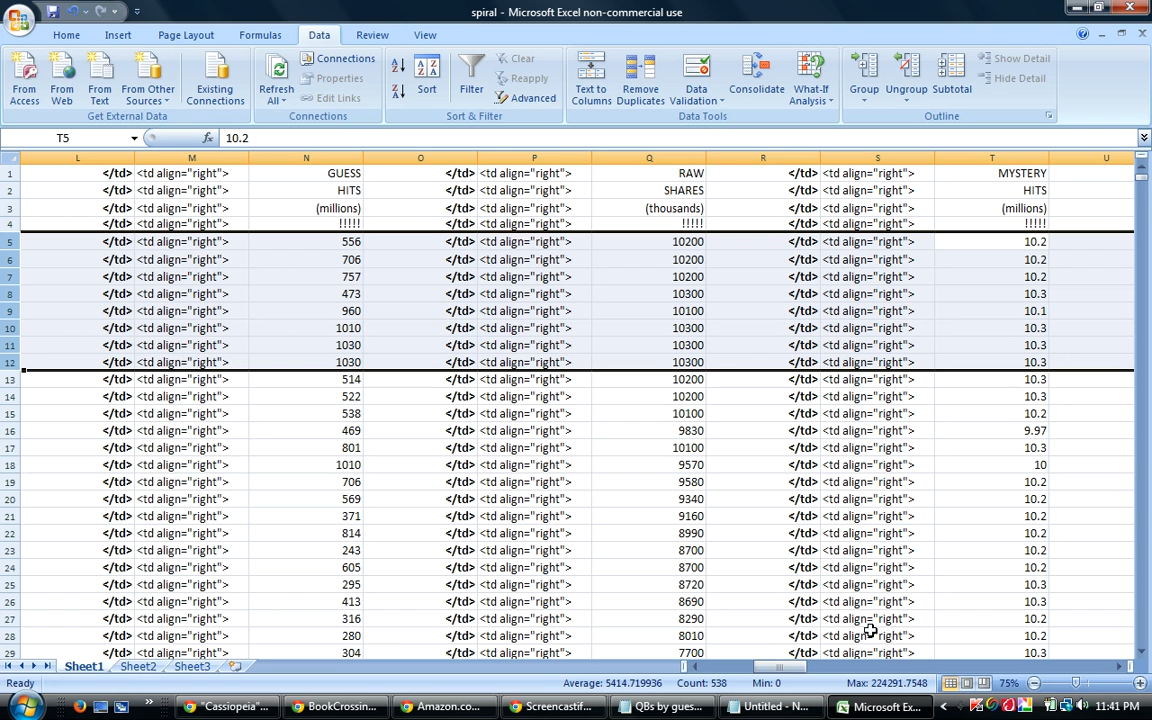 spiral - Microsoft Excel non-commercial use
Home Insert Page Layout Formulas Data Review View
From Access From Web From Text From Other Sources Existing Connections Refresh All Connections Properties Edit Links Sort Filter Clear Reapply Advanced Text to Columns Remove Duplicates Data Validation Consolidate What-If Analysis Group Ungroup Subtotal Show Detail Hide Detail
Get External Data Connections Sort & Filter Data Tools Outline
T5 fx 10.2
L M N O P Q R S T U
1 </td> <td align="right"> GUESS </td> <td align="right"> RAW </td> <td align="right"> MYSTERY
2 </td> <td align="right"> HITS </td> <td align="right"> SHARES </td> <td align="right"> HITS
3 </td> <td align="right"> (millions) </td> <td align="right"> (thousands) </td> <td align="right"> (millions)
4 </td> <td align="right"> !!!!! </td> <td align="right"> !!!!! </td> <td align="right"> !!!!!
5 </td> <td align="right"> 556 </td> <td align="right"> 10200 </td> <td align="right"> 10.2
6 </td> <td align="right"> 706 </td> <td align="right"> 10200 </td> <td align="right"> 10.2
7 </td> <td align="right"> 757 </td> <td align="right"> 10200 </td> <td align="right"> 10.2
8 </td> <td align="right"> 473 </td> <td align="right"> 10300 </td> <td align="right"> 10.3
9 </td> <td align="right"> 960 </td> <td align="right"> 10100 </td> <td align="right"> 10.1
10 </td> <td align="right"> 1010 </td> <td align="right"> 10300 </td> <td align="right"> 10.3
11 </td> <td align="right"> 1030 </td> <td align="right"> 10300 </td> <td align="right"> 10.3
12 </td> <td align="right"> 1030 </td> <td align="right"> 10300 </td> <td align="right"> 10.3
13 </td> <td align="right"> 514 </td> <td align="right"> 10200 </td> <td align="right"> 10.3
14 </td> <td align="right"> 522 </td> <td align="right"> 10200 </td> <td align="right"> 10.3
15 </td> <td align="right"> 538 </td> <td align="right"> 10100 </td> <td align="right"> 10.2
16 </td> <td align="right"> 469 </td> <td align="right"> 9830 </td> <td align="right"> 9.97
17 </td> <td align="right"> 801 </td> <td align="right"> 10100 </td> <td align="right"> 10.3
18 </td> <td align="right"> 1010 </td> <td align="right"> 9570 </td> <td align="right"> 10
19 </td> <td align="right"> 706 </td> <td align="right"> 9580 </td> <td align="right"> 10.2
20 </td> <td align="right"> 569 </td> <td align="right"> 9340 </td> <td align="right"> 10.2
21 </td> <td align="right"> 371 </td> <td align="right"> 9160 </td> <td align="right"> 10.2
22 </td> <td align="right"> 814 </td> <td align="right"> 8990 </td> <td align="right"> 10.2
23 </td> <td align="right"> 243 </td> <td align="right"> 8700 </td> <td align="right"> 10.2
24 </td> <td align="right"> 605 </td> <td align="right"> 8700 </td> <td align="right"> 10.2
25 </td> <td align="right"> 295 </td> <td align="right"> 8720 </td> <td align="right"> 10.3
26 </td> <td align="right"> 413 </td> <td align="right"> 8690 </td> <td align="right"> 10.3
27 </td> <td align="right"> 316 </td> <td align="right"> 8290 </td> <td align="right"> 10.2
28 </td> <td align="right"> 280 </td> <td align="right"> 8010 </td> <td align="right"> 10.2
29 </td> <td align="right"> 304 </td> <td align="right"> 7700 </td> <td align="right"> 10.3
Sheet1 Sheet2 Sheet3
Ready Average: 5414.719936 Count: 538 Min: 0 Max: 224291.7548 75%
"Cassiopeia"... BookCrossin... Amazon.co... Screencastif... QBs by gues... Untitled - N... Microsoft Ex... 11:41 PM